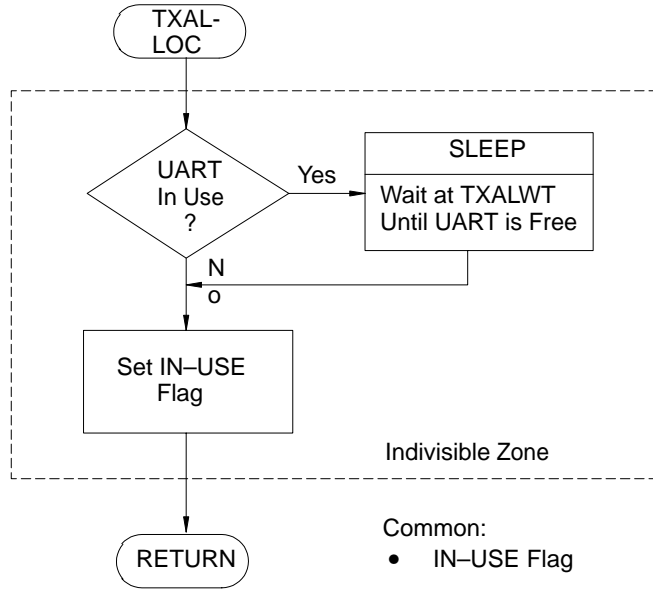 TXAL-
LOC
UART
In Use
?
Yes
SLEEP
Wait at TXALWT
Until UART is Free
N
o
Set IN–USE
Flag
Indivisible Zone
RETURN
Common:
• IN–USE Flag